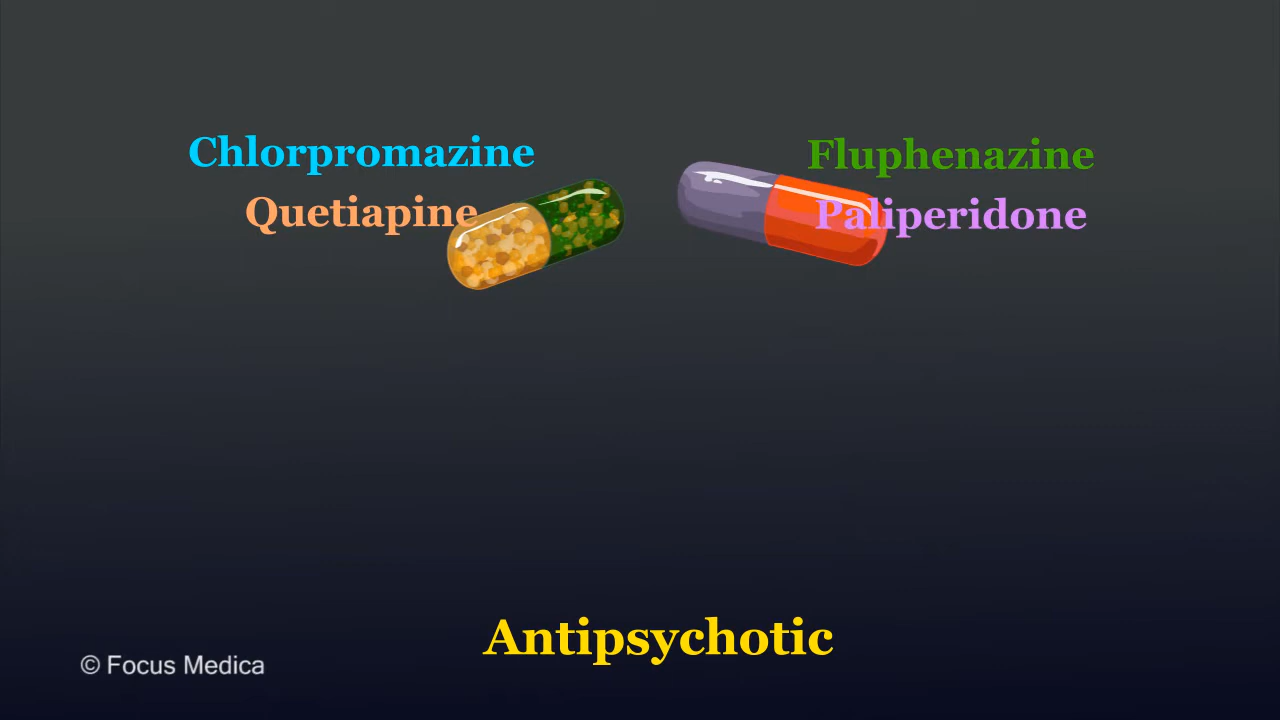 Chlorpromazine
Quetiapine
Fluphenazine
Paliperidone
Antipsychotic
© Focus Medica